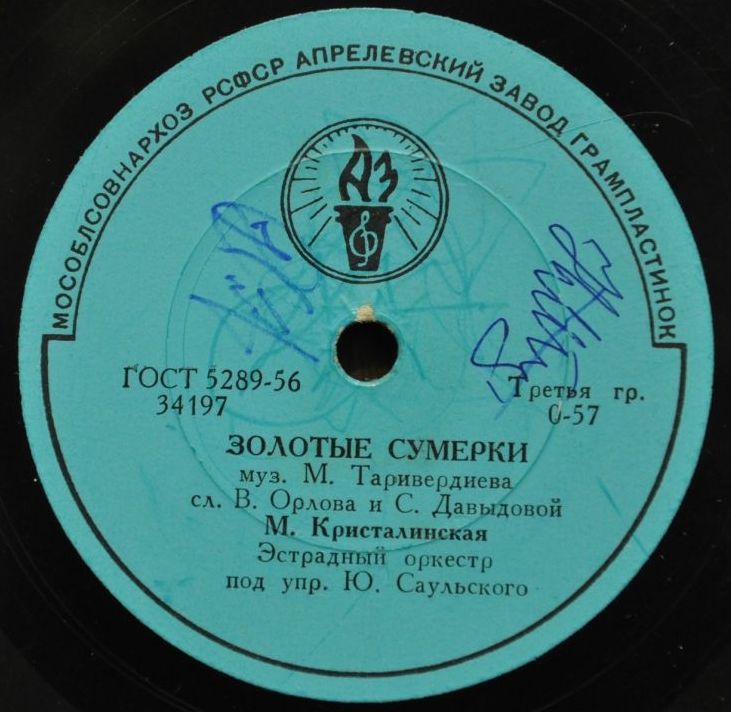 МОСОБЛСОВНАРХОЗ РСФСР АПРЕЛЕВСКИЙ ЗАВОД ГРАМПЛАСТИНОК
АЗ
ГОСТ 5289-56
34197
Третья гр.
0-57
ЗОЛОТЫЕ СУМЕРКИ
муз. М. Таривердиева
сл. В. Орлова и С. Давыдовой
М. Кристалинская
Эстрадный оркестр
под упр. Ю. Саульского